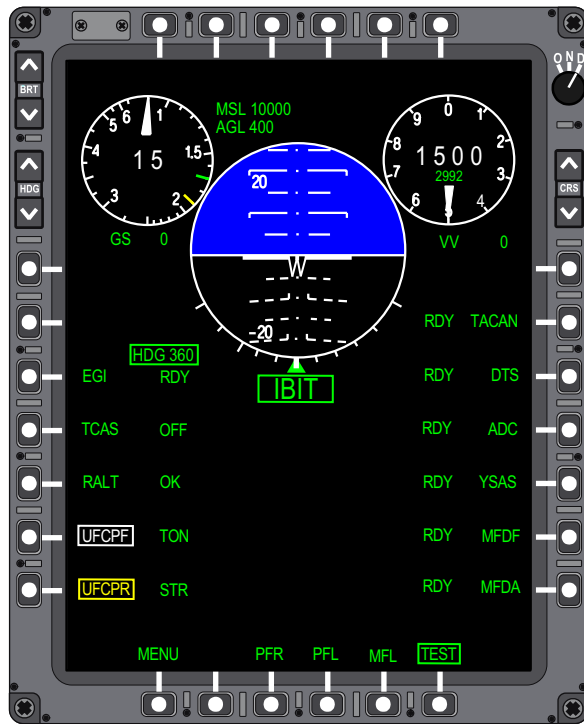 O N D
BRT
HDG
CRS
MSL 10000
AGL 400
6 1
5 1.5
4 2
3
15
0
9 1
8 2
7 3
6 4
5
1500
2992
20
W
-20
GS 0
VV 0
RDY TACAN
HDG 360
EGI RDY
IBIT
RDY DTS
TCAS OFF
RDY ADC
RALT OK
RDY YSAS
UFCPF TON
RDY MFDF
UFCPR STR
RDY MFDA
MENU PFR PFL MFL TEST